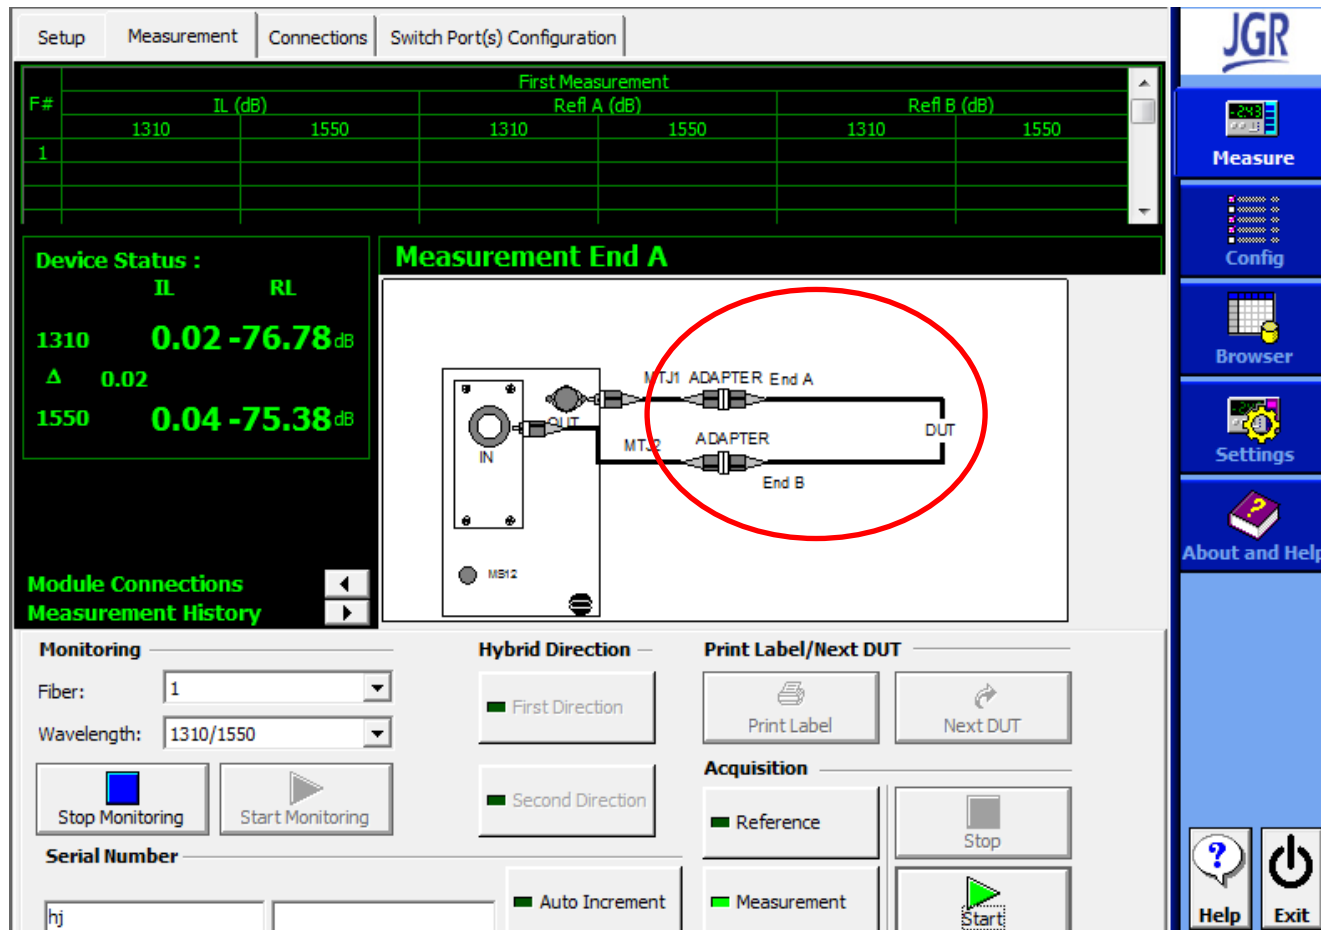 Setup Measurement Connections Switch Port(s) Configuration
JGR
First Measurement
F# IL (dB) Refl A (dB) Refl B (dB)
1310 1550 1310 1550 1310 1550
1
Measure
Config
Browser
Settings
About and Help
Device Status :
IL RL
1310 0.02 -76.78 dB
Δ 0.02
1550 0.04 -75.38 dB
Module Connections
Measurement History
Measurement End A
MTJ1 ADAPTER End A
OUT
IN
MTJ2 ADAPTER
DUT
End B
MS12
Monitoring
Fiber: 1
Wavelength: 1310/1550
Stop Monitoring Start Monitoring
Serial Number
hj
Hybrid Direction
First Direction
Second Direction
Auto Increment
Print Label/Next DUT
Print Label Next DUT
Acquisition
Reference Stop
Measurement Start
Help Exit